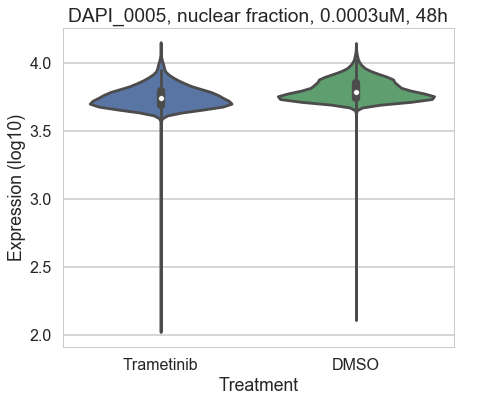 DAPI_0005, nuclear fraction, 0.0003uM, 48h
Expression (log10)
4.0
3.5
3.0
2.5
2.0
Trametinib
DMSO
Treatment